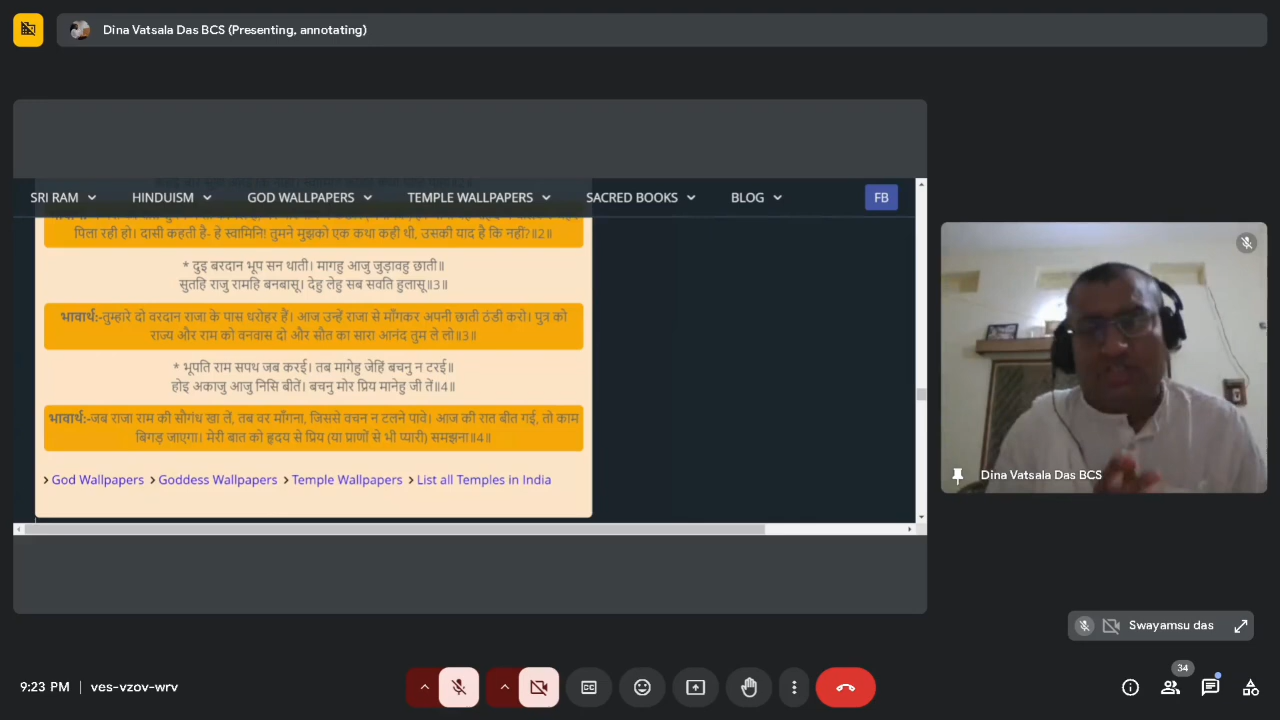 Dina Vatsala Das BCS (Presenting, annotating)
SRI RAM
HINDUISM
GOD WALLPAPERS
TEMPLE WALLPAPERS
SACRED BOOKS
BLOG
FB
पिला रही हो। दासी कहती है- हे स्वामिनि! तुमने मुझको एक कथा कही थी, उसकी याद है कि नहीं?॥2॥
* दुइ बरदान भूप सन थाती। मागहु आजु जुड़ावहु छाती॥
सुतहि राजु रामहि बनबासू। देहु लेहु सब सवति हुलासू॥3॥
भावार्थ:-तुम्हारे दो वरदान राजा के पास धरोहर हैं। आज उन्हें राजा से माँगकर अपनी छाती ठंडी करो। पुत्र को
राज्य और राम को वनवास दो और सौत का सारा आनंद तुम ले लो॥3॥
* भूपति राम सपथ जब करई। तब मागेहु जेहिं बचनु न टरई॥
होइ अकाजु आजु निसि बीतें। बचनु मोर प्रिय मानेहु जी तें॥4॥
भावार्थ:-जब राजा राम की सौगंध खा लें, तब वर माँगना, जिससे वचन न टलने पावे। आज की रात बीत गई, तो काम
बिगड़ जाएगा। मेरी बात को हृदय से प्रिय (या प्राणों से भी प्यारी) समझना॥4॥
God Wallpapers
Goddess Wallpapers
Temple Wallpapers
List all Temples in India
Dina Vatsala Das BCS
Swayamsu das
9:23 PM
ves-vzov-wrv
34